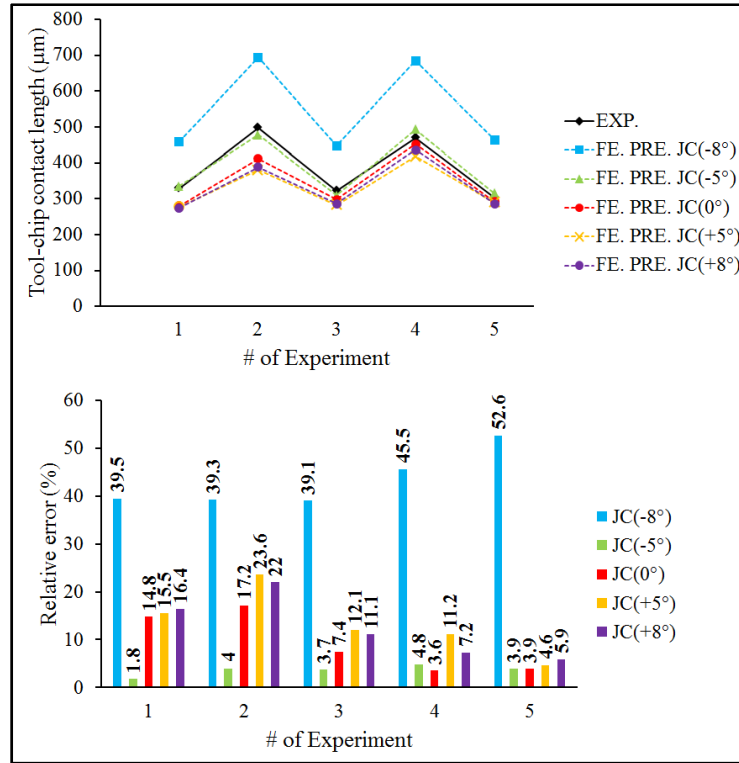 Tool-chip contact length (µm)
800
700
600
500
400
300
200
100
0
1 2 3 4 5
# of Experiment
EXP.
FE. PRE. JC(-8°)
FE. PRE. JC(-5°)
FE. PRE. JC(0°)
FE. PRE. JC(+5°)
FE. PRE. JC(+8°)
Relative error (%)
60
50
40
30
20
10
0
39.5
1.8
14.8
15.5
16.4
39.3
4
17.2
23.6
22
39.1
3.7
7.4
12.1
11.1
45.5
4.8
3.6
11.2
7.2
52.6
3.9
3.9
4.6
5.9
1 2 3 4 5
# of Experiment
JC(-8°)
JC(-5°)
JC(0°)
JC(+5°)
JC(+8°)